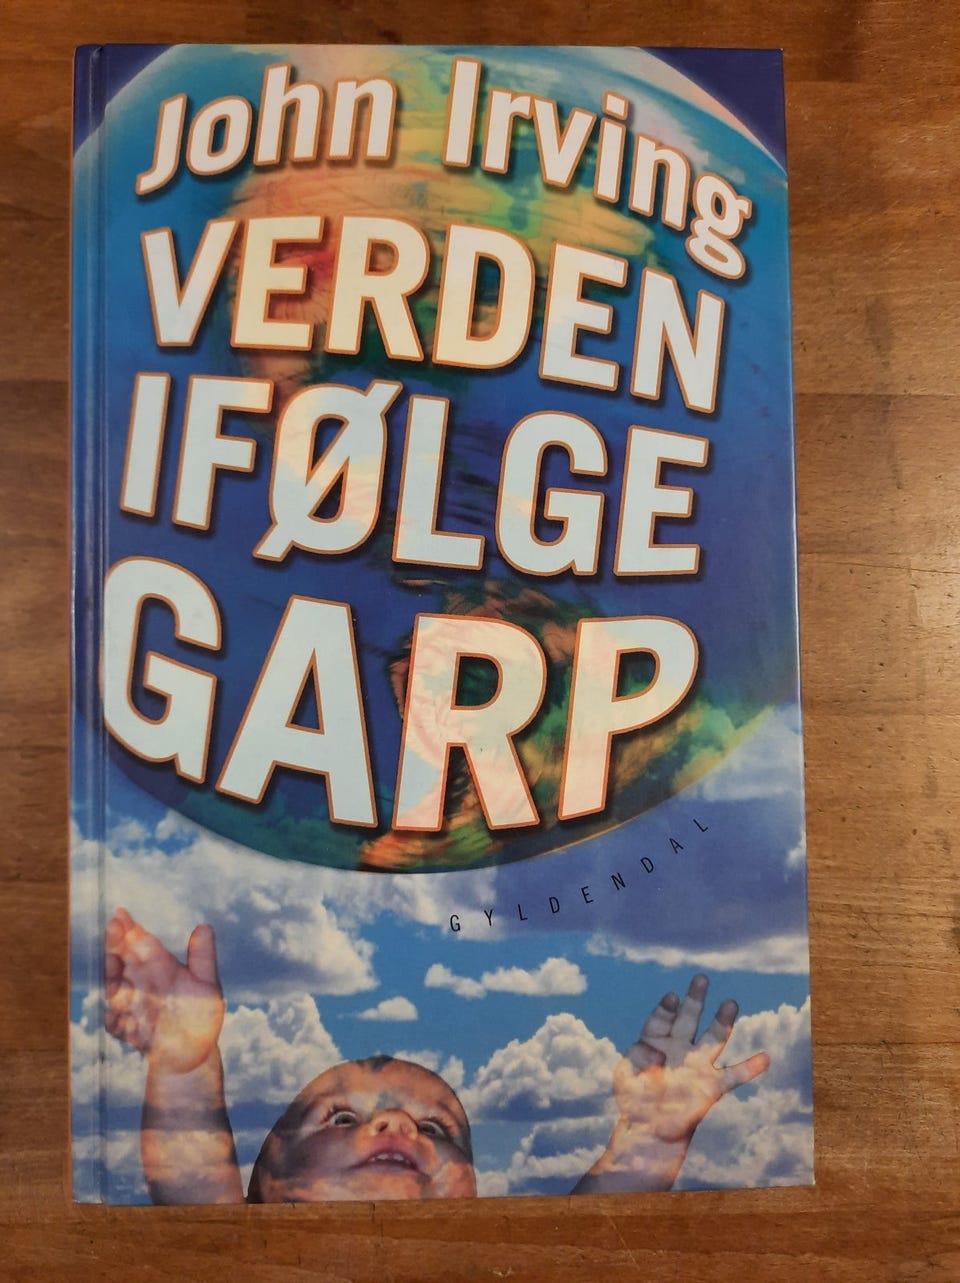 John Irving
VERDEN
IFØLGE
GARP
GYLDENDAL